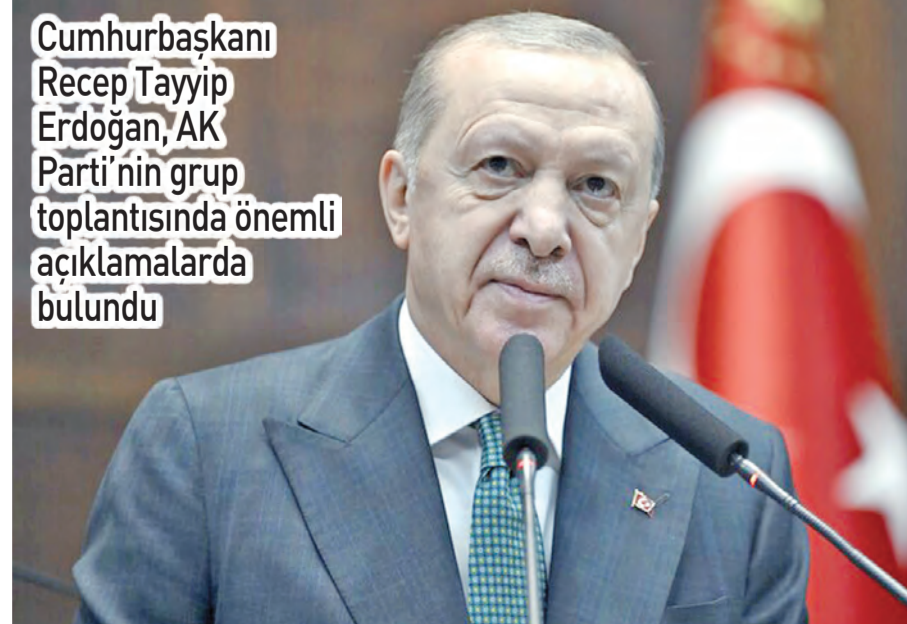 Cumhurbaşkanı
Recep Tayyip
Erdoğan, AK
Parti’nin grup
toplantısında önemli
açıklamalarda
bulundu